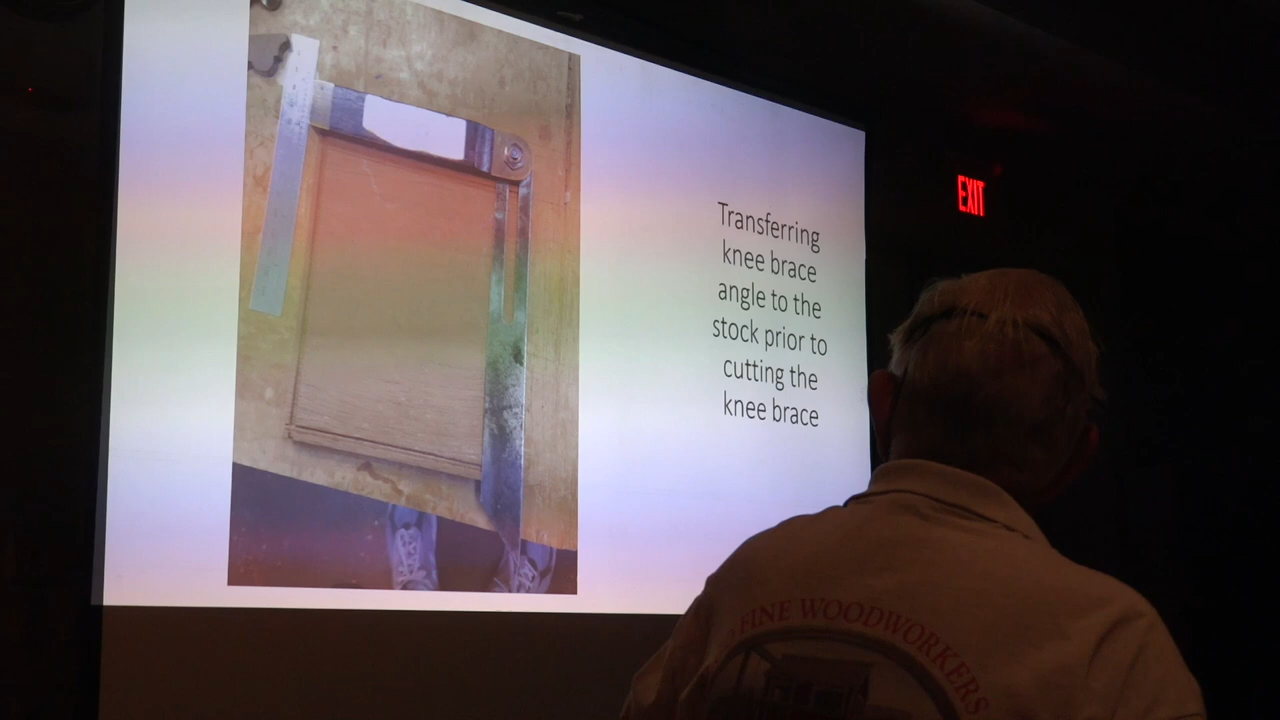 Transferring
knee brace
angle to the
stock prior to
cutting the
knee brace
EXIT
FINE WOODWORKERS